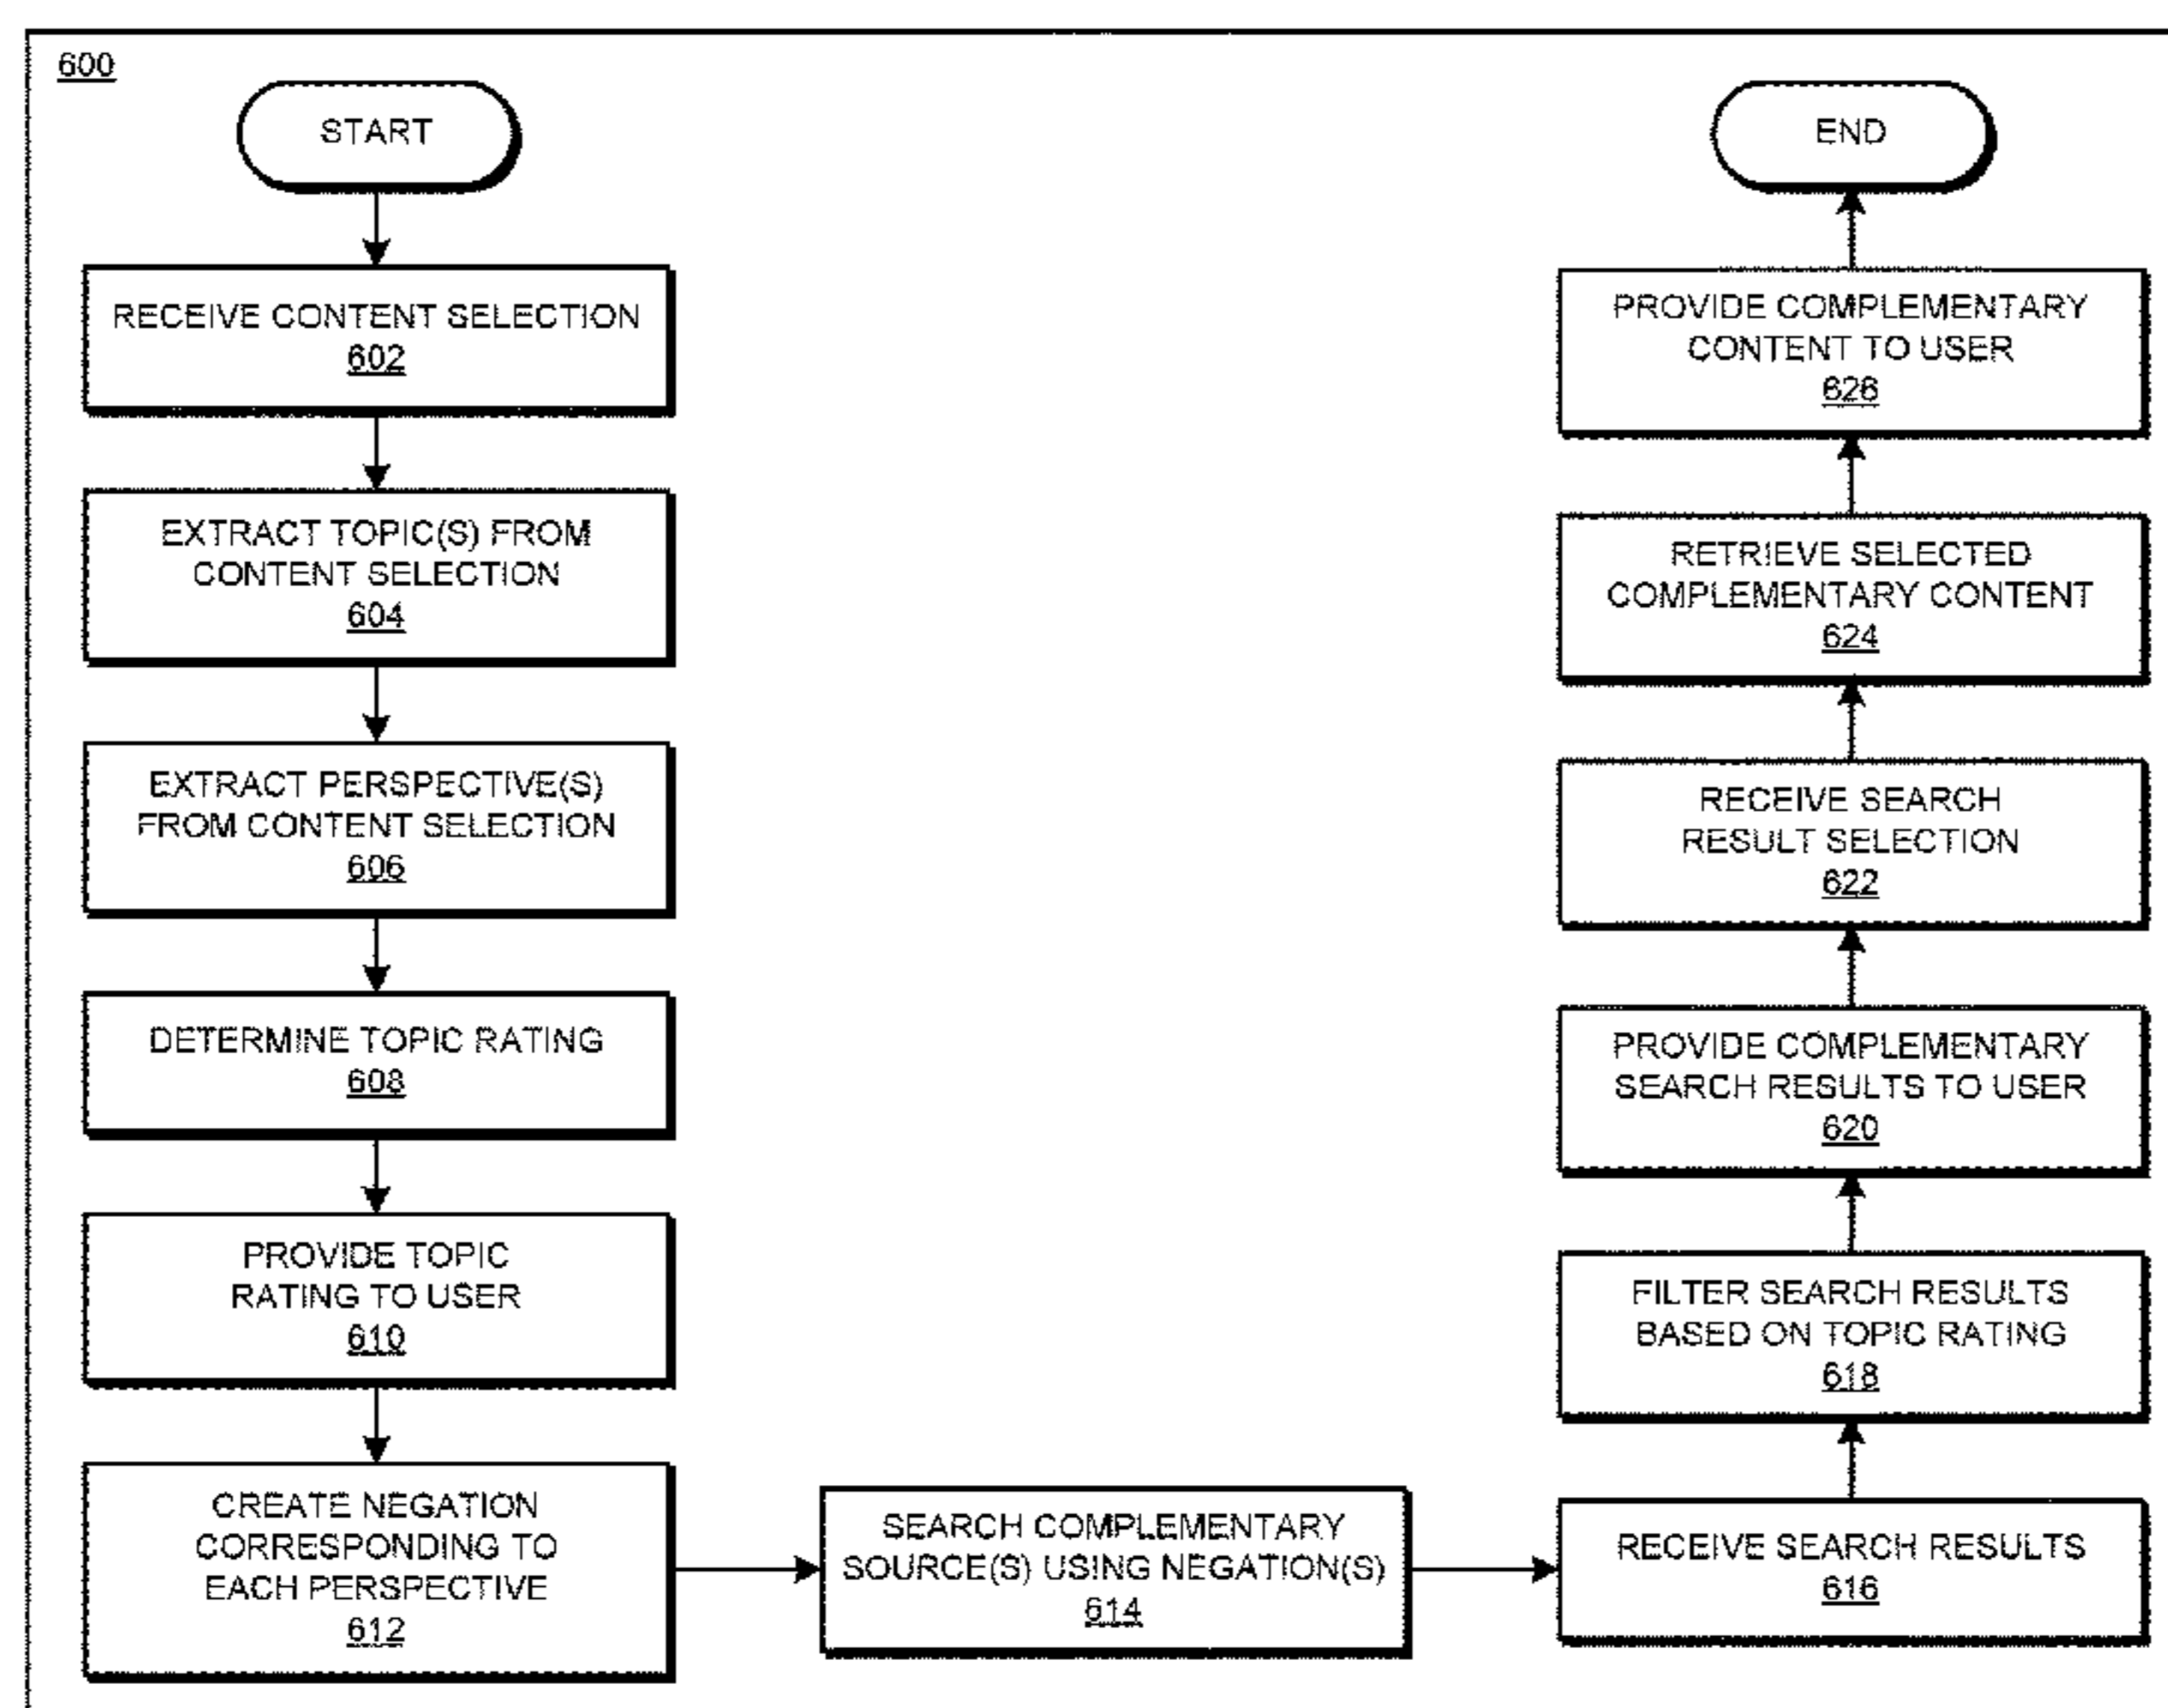 600
START
RECEIVE CONTENT SELECTION
602
EXTRACT TOPIC(S) FROM
CONTENT SELECTION
604
EXTRACT PERSPECTIVE(S)
FROM CONTENT SELECTION
606
DETERMINE TOPIC RATING
608
PROVIDE TOPIC
RATING TO USER
610
CREATE NEGATION
CORRESPONDING TO
EACH PERSPECTIVE
612
SEARCH COMPLEMENTARY
SOURCE(S) USING NEGATION(S)
614
RECEIVE SEARCH RESULTS
616
FILTER SEARCH RESULTS
BASED ON TOPIC RATING
618
PROVIDE COMPLEMENTARY
SEARCH RESULTS TO USER
620
RECEIVE SEARCH
RESULT SELECTION
622
RETRIEVE SELECTED
COMPLEMENTARY CONTENT
624
PROVIDE COMPLEMENTARY
CONTENT TO USER
626
END